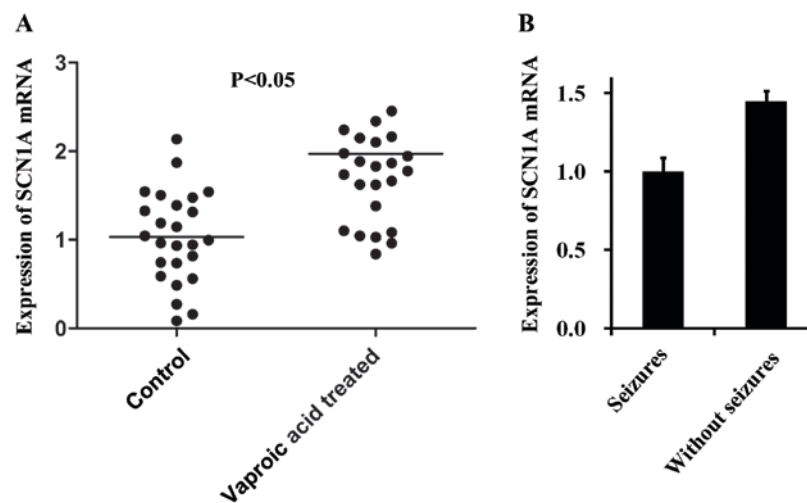 A
Expression of SCN1A mRNA
3
2
1
0
P<0.05
Control
Vaproic acid treated
B
Expression of SCN1A mRNA
1.5
1.0
0.5
0.0
Seizures
Without seizures